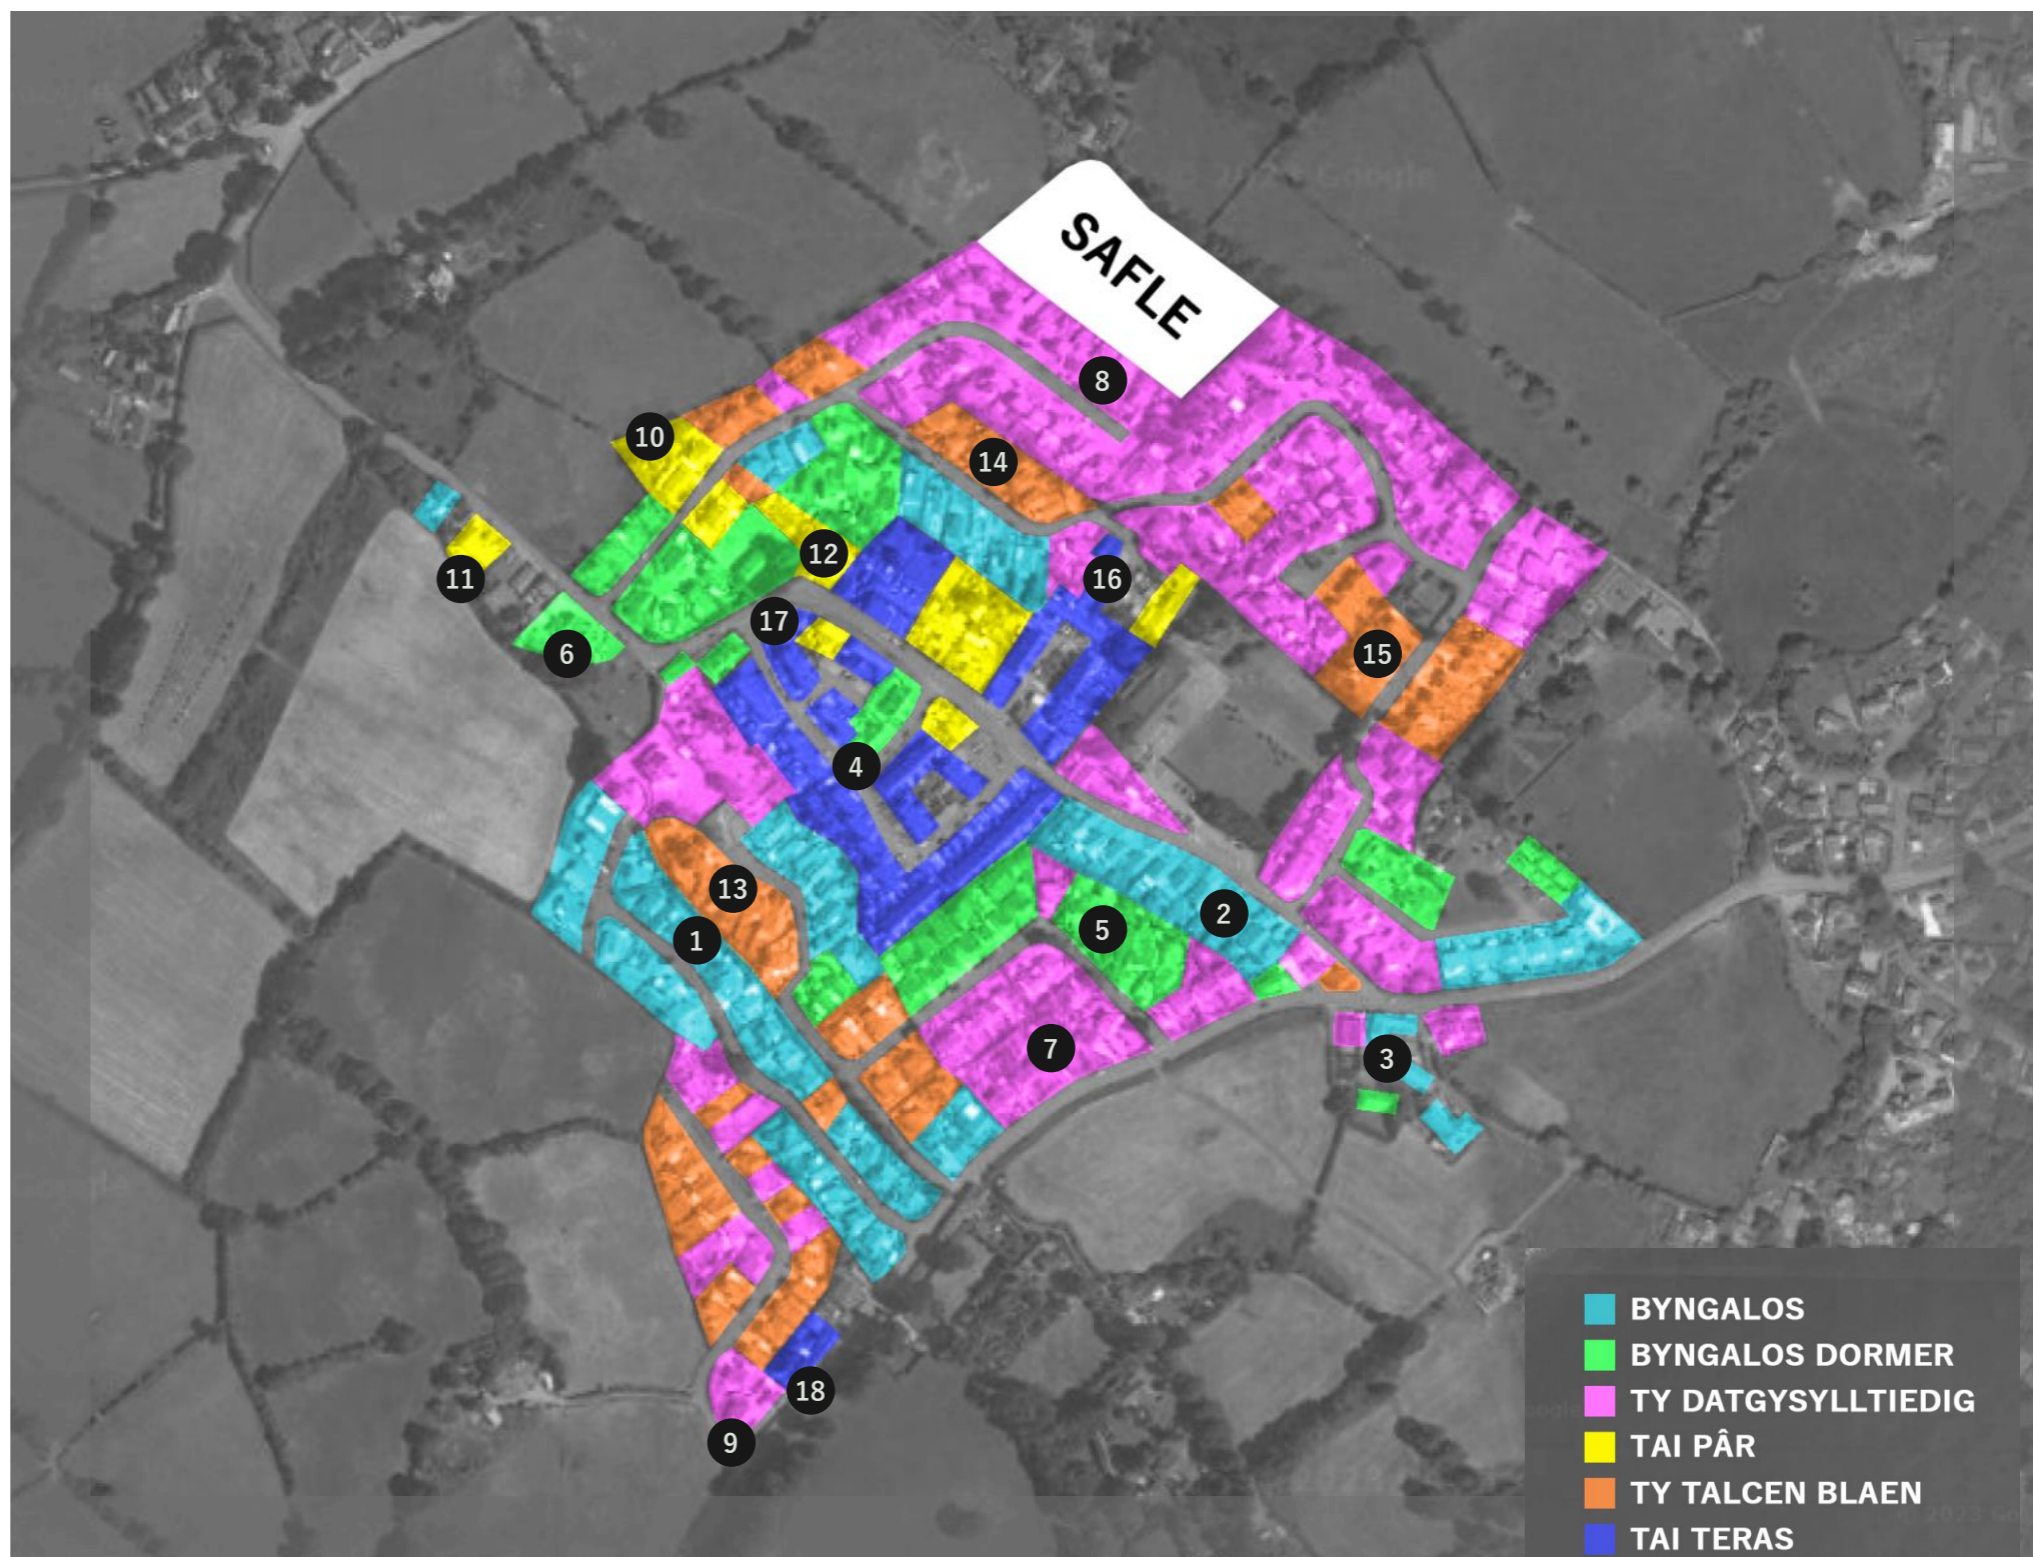 SAFLE
8
10
14
12
11
16
17
6
15
4
13
2
5
1
7
3
18
9
BYNGALOS
BYNGALOS DORMER
TY DATGYSYLLTIEDIG
TAI PÂR
TY TALCEN BLAEN
TAI TERAS